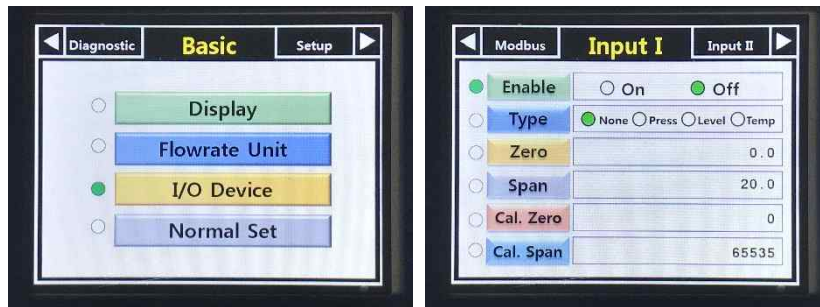 Diagnostic Basic Setup
Display
Flowrate Unit
I/O Device
Normal Set
Modbus Input I Input II
Enable On Off
Type None Press Level Temp
Zero 0.0
Span 20.0
Cal. Zero 0
Cal. Span 65535